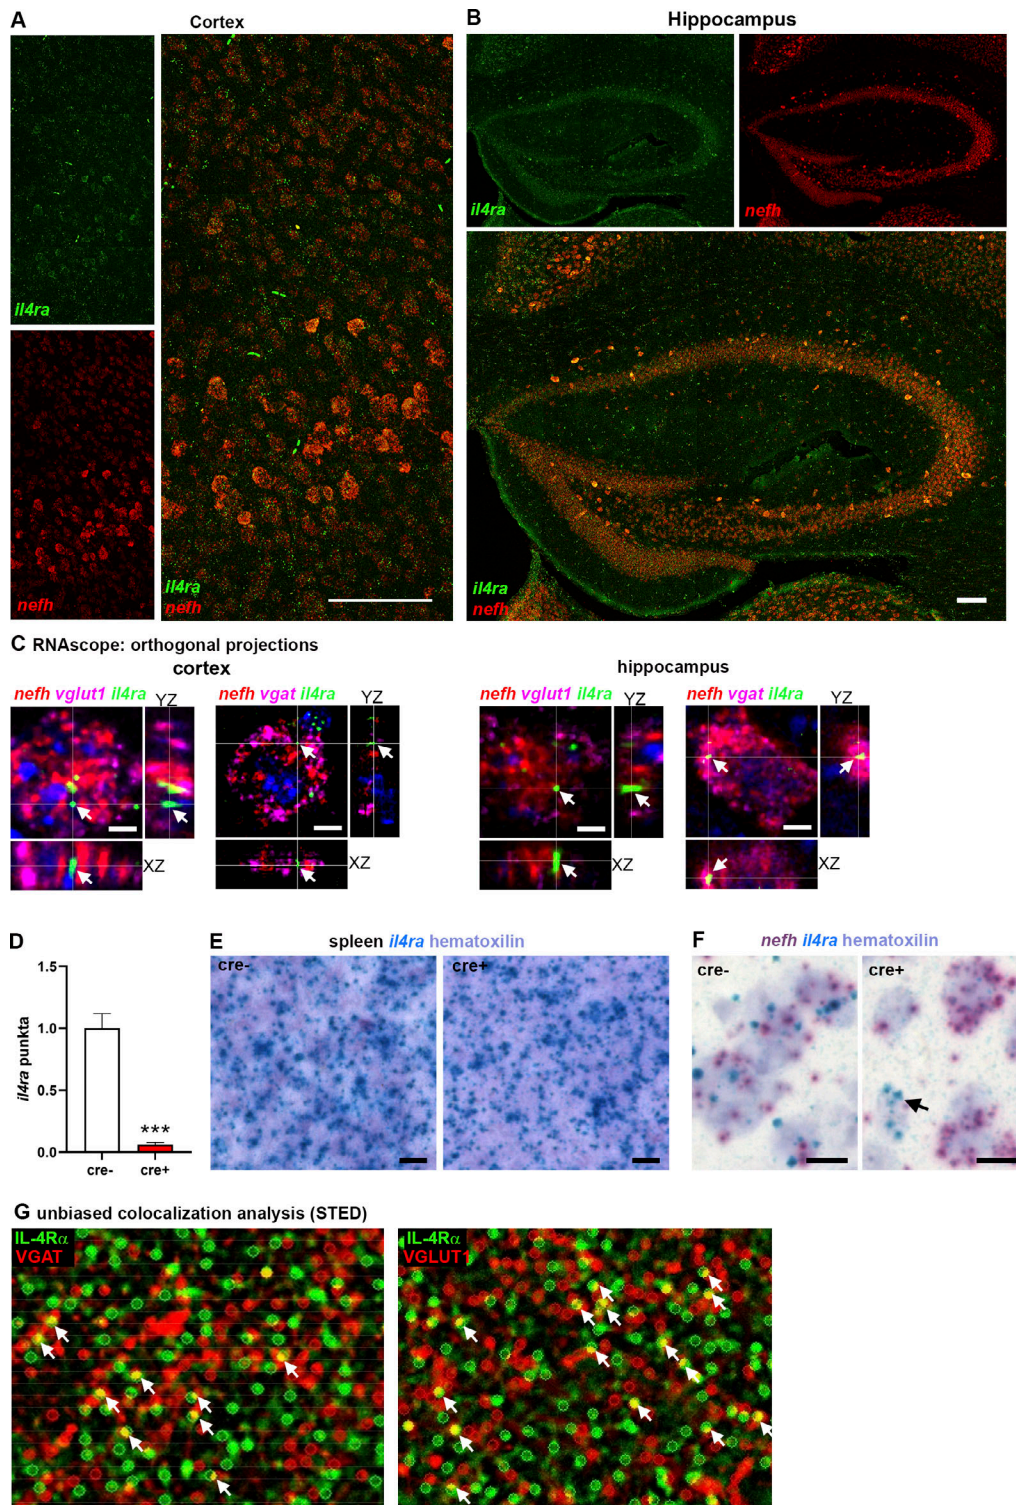 A
Cortex
il4ra
nefh
il4ra
nefh
B
Hippocampus
il4ra
nefh
il4ra
nefh
C RNAscope: orthogonal projections
cortex
hippocampus
nefh vglut1 il4ra
YZ
XZ
nefh vgat il4ra
YZ
nefh vglut1 il4ra
YZ
XZ
nefh vgat il4ra
YZ
XZ
D
il4ra punkta
1.5
1.0
0.5
0.0
***
cre- cre+
E
spleen il4ra hematoxilin
cre- cre+
F
nefh il4ra hematoxilin
cre- cre+
G unbiased colocalization analysis (STED)
IL-4Rα
VGAT
IL-4Rα
VGLUT1